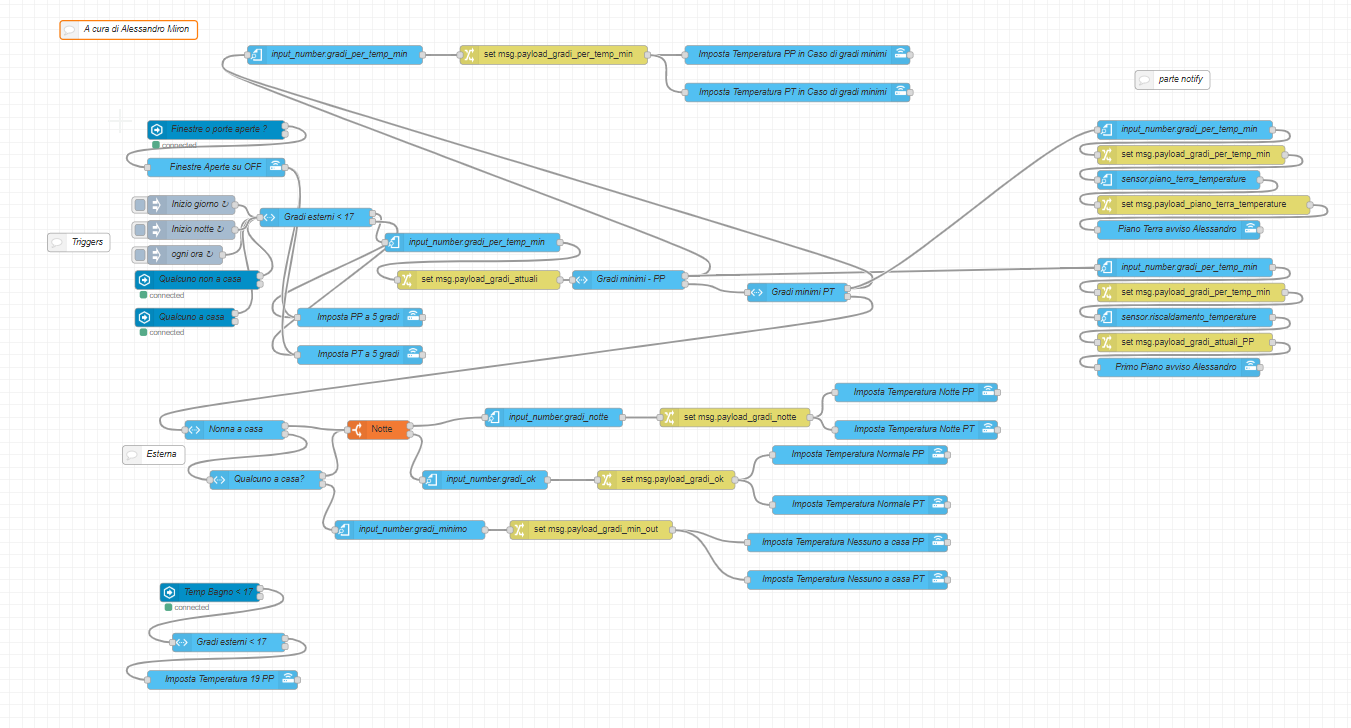 A cura di Alessandro Miron
input_number.gradi_per_temp_min
set msg.payload_gradi_per_temp_min
Imposta Temperatura PP in Caso di gradi minimi
Imposta Temperatura PT in Caso di gradi minimi
parte notify
Finestre o porte aperte ?
connected
Finestre Aperte su OFF
input_number.gradi_per_temp_min
set msg.payload_gradi_per_temp_min
sensor.piano_terra_temperature
set msg.payload_piano_terra_temperature
Piano Terra avviso Alessandro
Inizio giorno ↻
Inizio notte ↻
ogni ora ↻
Gradi esterni < 17
Triggers
input_number.gradi_per_temp_min
Qualcuno non a casa
connected
set msg.payload_gradi_attuali
Gradi minimi - PP
Gradi minimi PT
Qualcuno a casa
connected
Imposta PP a 5 gradi
Imposta PT a 5 gradi
input_number.gradi_per_temp_min
set msg.payload_gradi_per_temp_min
sensor.riscaldamento_temperature
set msg.payload_gradi_attuali_PP
Primo Piano avviso Alessandro
Nonna a casa
Notte
input_number.gradi_notte
set msg.payload_gradi_notte
Imposta Temperatura Notte PP
Imposta Temperatura Notte PT
Esterna
Qualcuno a casa?
input_number.gradi_ok
set msg.payload_gradi_ok
Imposta Temperatura Normale PP
Imposta Temperatura Normale PT
input_number.gradi_minimo
set msg.payload_gradi_min_out
Imposta Temperatura Nessuno a casa PP
Imposta Temperatura Nessuno a casa PT
Temp Bagno < 17
connected
Gradi esterni < 17
Imposta Temperatura 19 PP